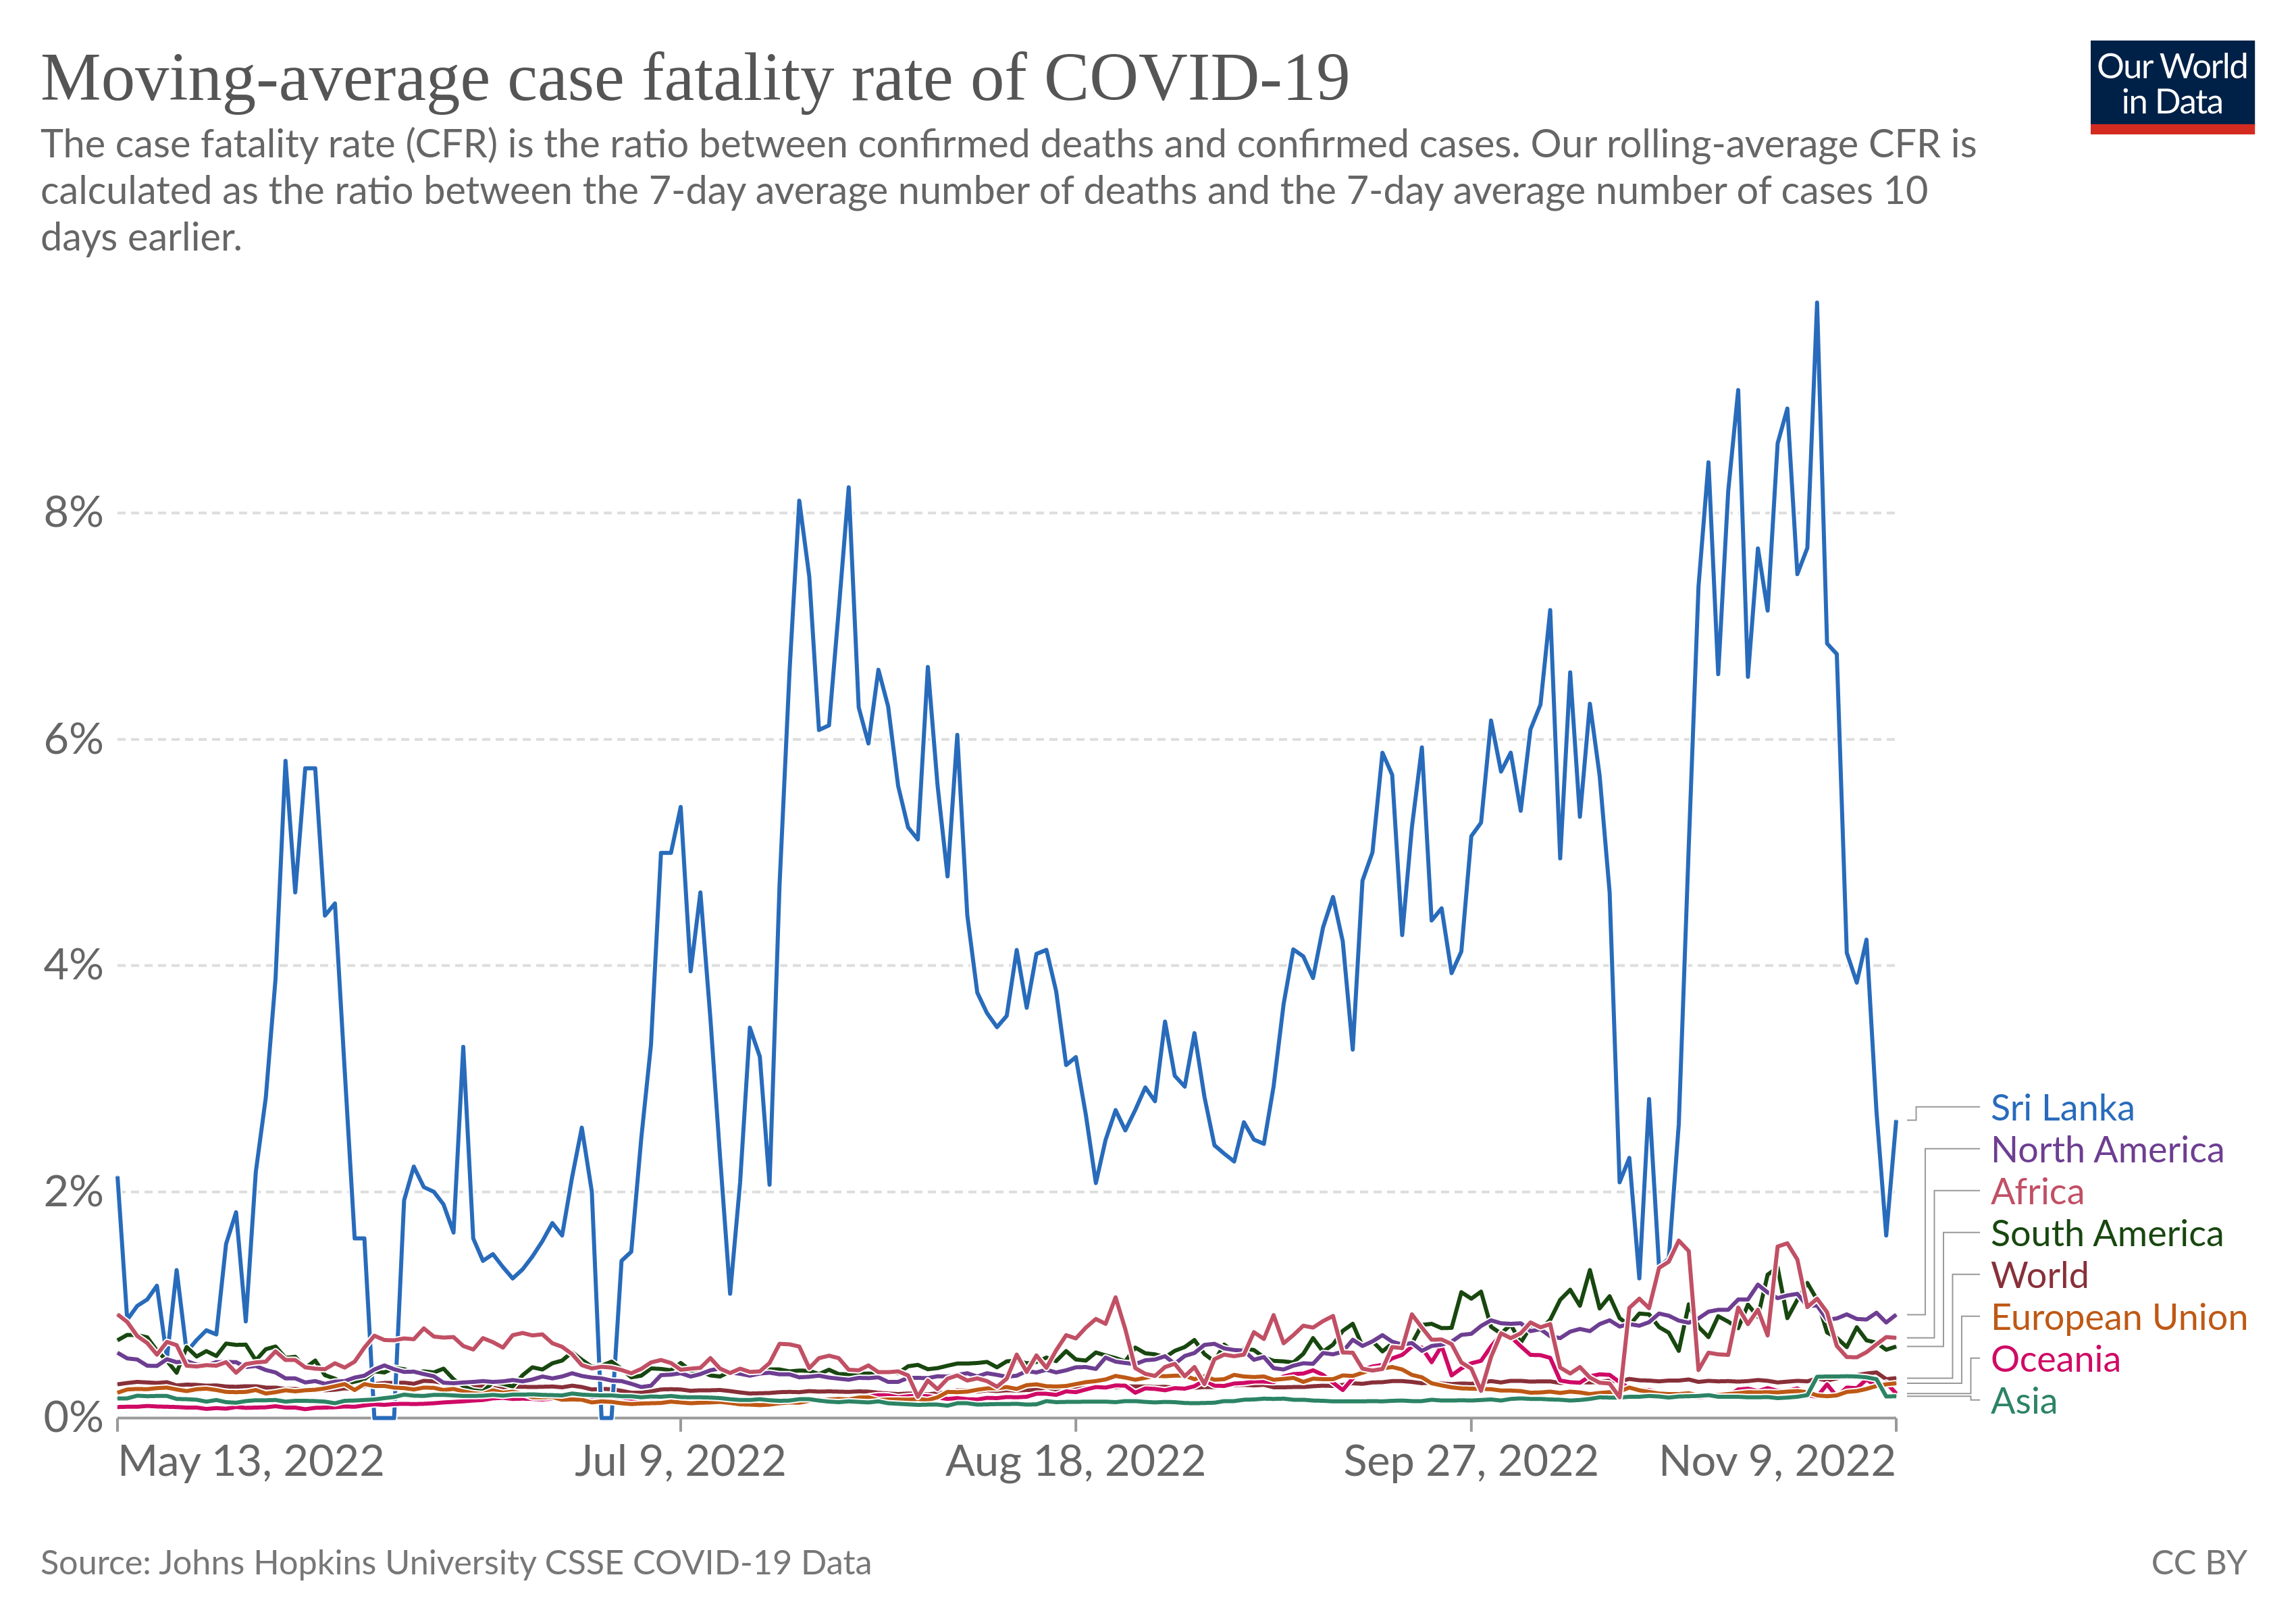 Moving-average case fatality rate of COVID-19
Our World
in Data
The case fatality rate (CFR) is the ratio between confirmed deaths and confirmed cases. Our rolling-average CFR is
calculated as the ratio between the 7-day average number of deaths and the 7-day average number of cases 10
days earlier.
8%
6%
4%
2%
0%
Sri Lanka
North America
Africa
South America
World
European Union
Oceania
Asia
May 13, 2022
Jul 9, 2022
Aug 18, 2022
Sep 27, 2022
Nov 9, 2022
Source: Johns Hopkins University CSSE COVID-19 Data
CC BY